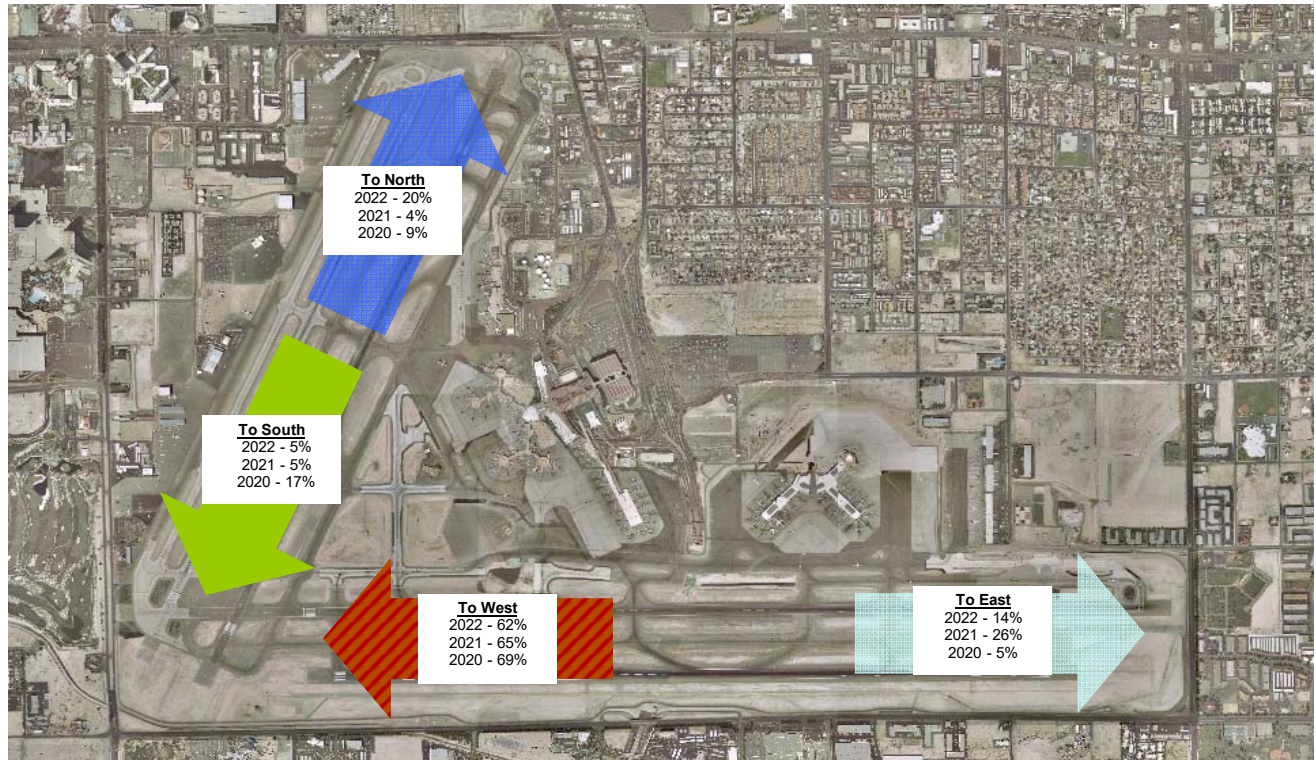 To North
2022 - 20%
2021 - 4%
2020 - 9%
To South
2022 - 5%
2021 - 5%
2020 - 17%
To West
2022 - 62%
2021 - 65%
2020 - 69%
To East
2022 - 14%
2021 - 26%
2020 - 5%